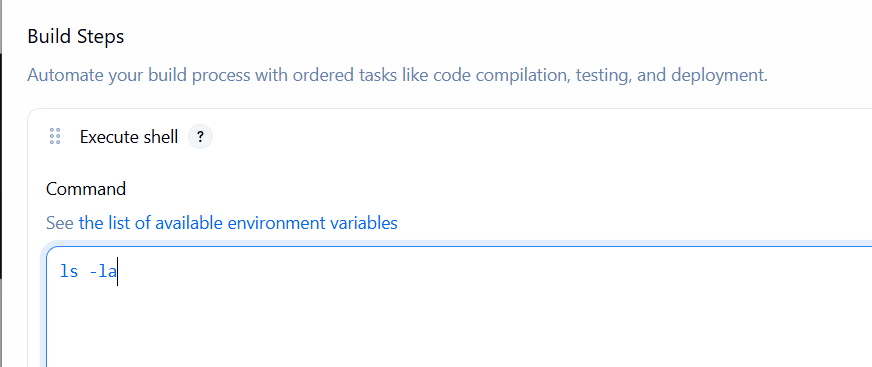 Build Steps
Automate your build process with ordered tasks like code compilation, testing, and deployment.
Execute shell ?
Command
See the list of available environment variables
ls -la